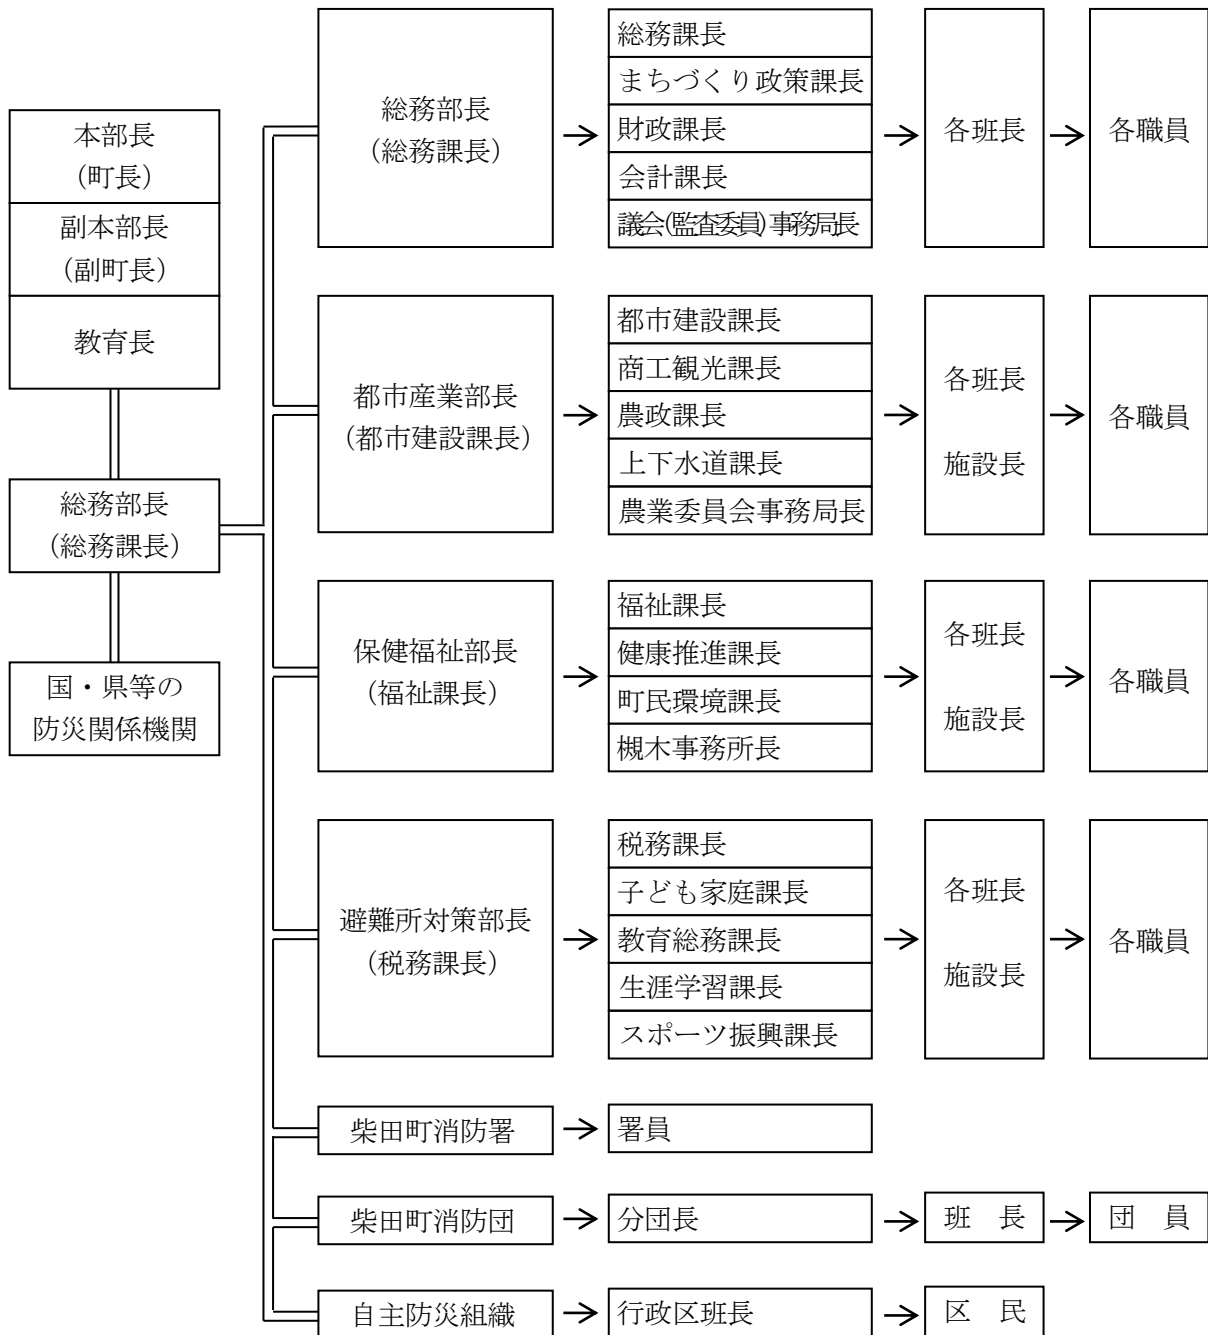 本部長
(町長)
副本部長
(副町長)
教育長
総務部長
(総務課長)
国・県等の
防災関係機関
総務部長
(総務課長)
総務課長
まちづくり政策課長
財政課長
会計課長
議会(監査委員)事務局長
各班長
各職員
都市産業部長
(都市建設課長)
都市建設課長
商工観光課長
農政課長
上下水道課長
農業委員会事務局長
各班長
施設長
各職員
保健福祉部長
(福祉課長)
福祉課長
健康推進課長
町民環境課長
槻木事務所長
各班長
施設長
各職員
避難所対策部長
(税務課長)
税務課長
子ども家庭課長
教育総務課長
生涯学習課長
スポーツ振興課長
各班長
施設長
各職員
柴田町消防署
署員
柴田町消防団
分団長
班 長
団 員
自主防災組織
行政区班長
区 民